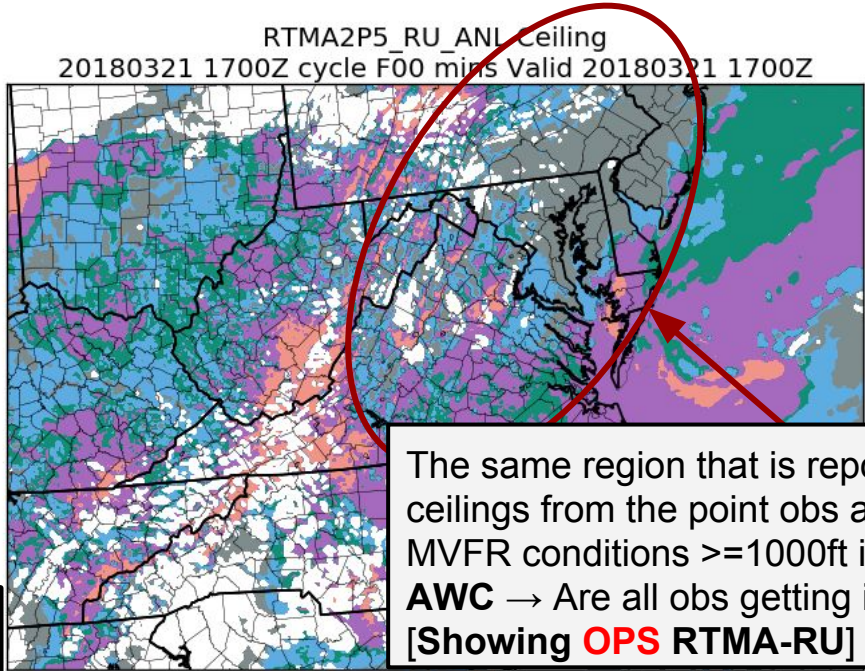 RTMA2P5_RU_ANL Ceiling
20180321 1700Z cycle F00 mins Valid 20180321 1700Z
The same region that is
ceilings from the point obs
MVFR conditions >=1000ft
AWC → Are all obs getting
[Showing OPS RTMA-RU]